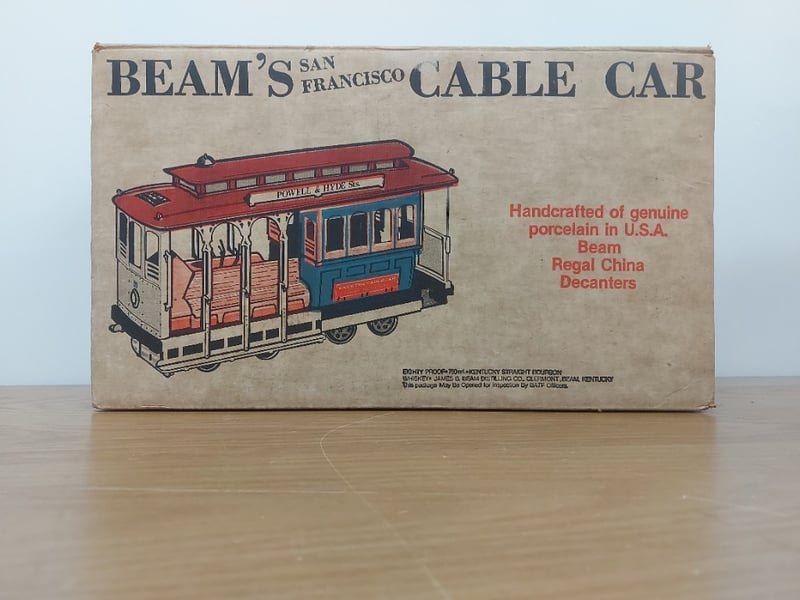 BEAM'S SAN FRANCISCO CABLE CAR
POWELL & HYDE Sts.
Handcrafted of genuine
porcelain in U.S.A.
Beam
Regal China
Decanters
EIGHTY PROOF•750ml•KENTUCKY STRAIGHT BOURBON
WHISKEY• JAMES B. BEAM DISTILLING CO., CLERMONT, BEAM, KENTUCKY
This package May Be Opened for Inspection By BATF Officers.